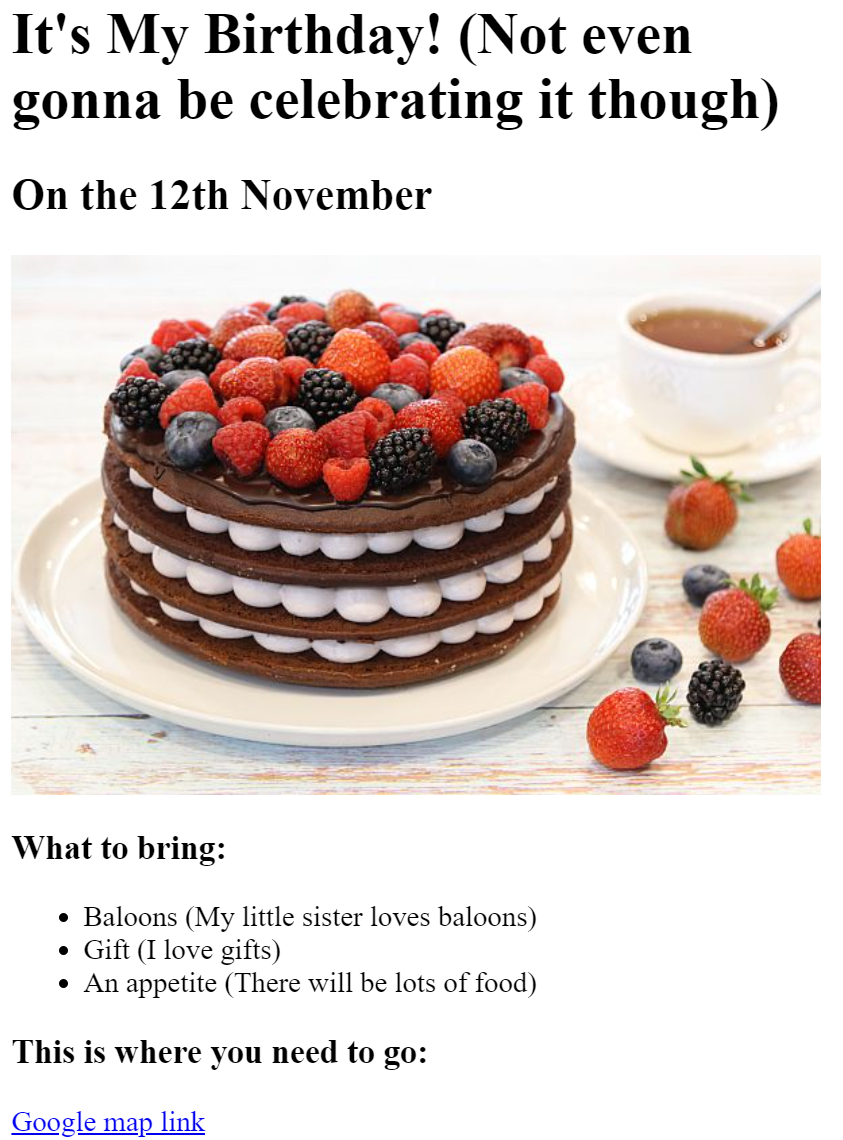 It's My Birthday! (Not even
gonna be celebrating it though)
On the 12th November
What to bring:
Baloons (My little sister loves baloons)
Gift (I love gifts)
An appetite (There will be lots of food)
This is where you need to go:
Google map link